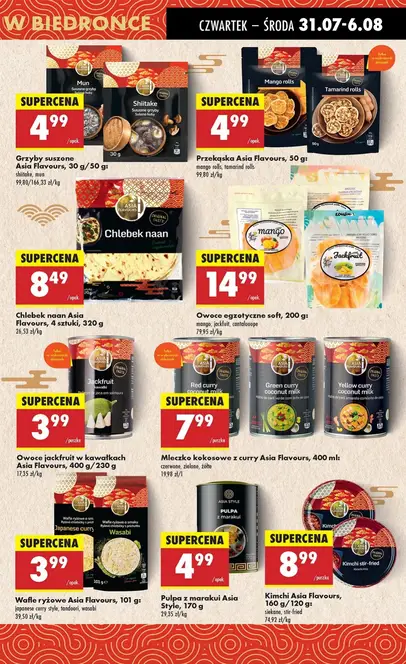 W BIEDRONCE
CZWARTEK – ŚRODA 31.07-6.08
Mun
Shiitake
30 g
SUPERCENA
4.99
/opak.
Grzyby suszone
Asia Flavours, 30 g/50 g:
shiitake, mun
99,80/166,33 zł/kg
Mango rolls
Tamarind rolls
SUPERCENA
4.99
/opak.
Przekąska Asia Flavours, 50 g:
mango rolls, tamarind rolls
99,80 zł/kg
ASIA FLAVOURS
Chlebek naan
SUPERCENA
8.49
/opak.
Chlebek naan Asia
Flavours, 4 sztuki, 320 g
26,53 zł/kg
mango
Jackfruit
SUPERCENA
14.99
/opak.
Owoce egzotyczne soft, 200 g:
mango, jackfruit, cantaloupe
74,95 zł/kg
Jackfruit
kawałki
SUPERCENA
3.99
/puszka
Owoce jackfruit w kawałkach
Asia Flavours, 400 g/230 g
17,35 zł/kg
Red curry
coconut milk
Green curry
coconut milk
Yellow curry
coconut milk
SUPERCENA
7.99
/puszka
Mleczko kokosowe z curry Asia Flavours, 400 ml:
czerwone, zielone, żółte
19,98 zł/l
Japanese curry
Wasabi
SUPERCENA
3.99
/opak.
Wafle ryżowe Asia Flavours, 101 g:
japanese curry style, tandoori, wasabi
39,50 zł/kg
ASIA STYLE
PULPA
z marakui
SUPERCENA
4.99
/opak.
Pulpa z marakui Asia
Style, 170 g
29,35 zł/kg
Kimchi
Kimchi stir-fried
SUPERCENA
8.99
/puszka
Kimchi Asia Flavours,
160 g/120 g:
siekane, stir-fried
74,92 zł/kg